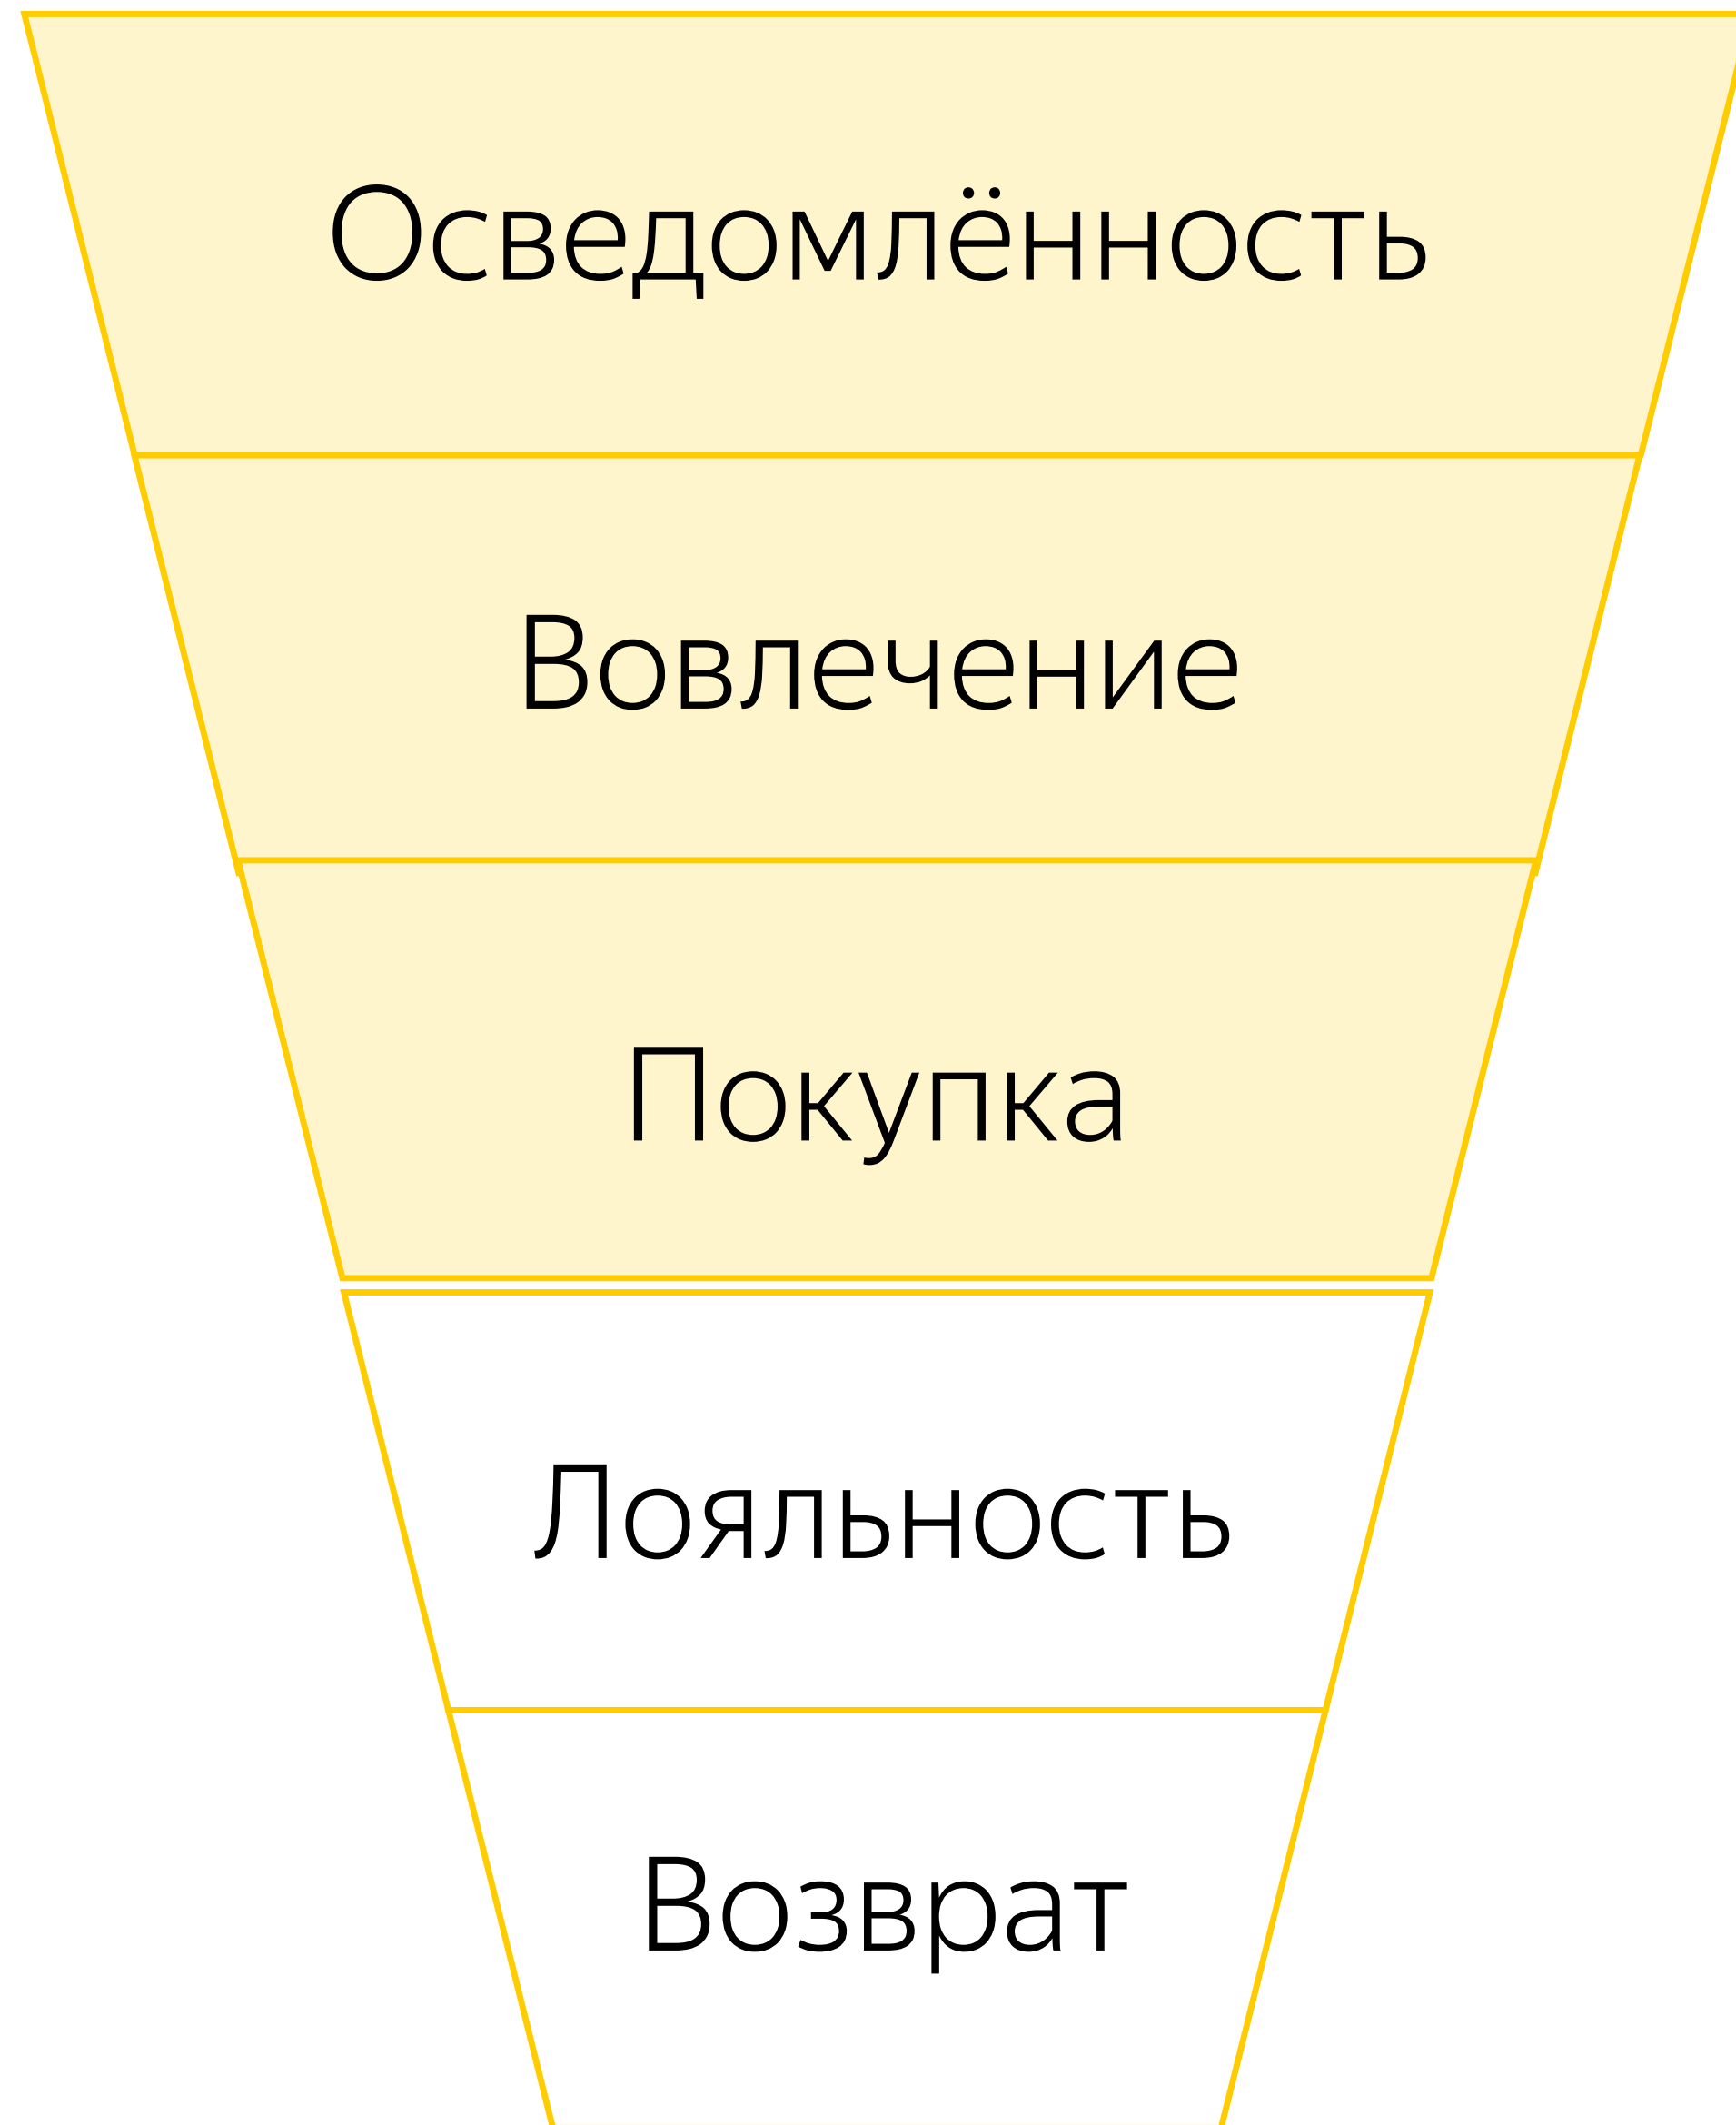 Осведомлённость
Вовлечение
Покупка
Лояльность
Возврат